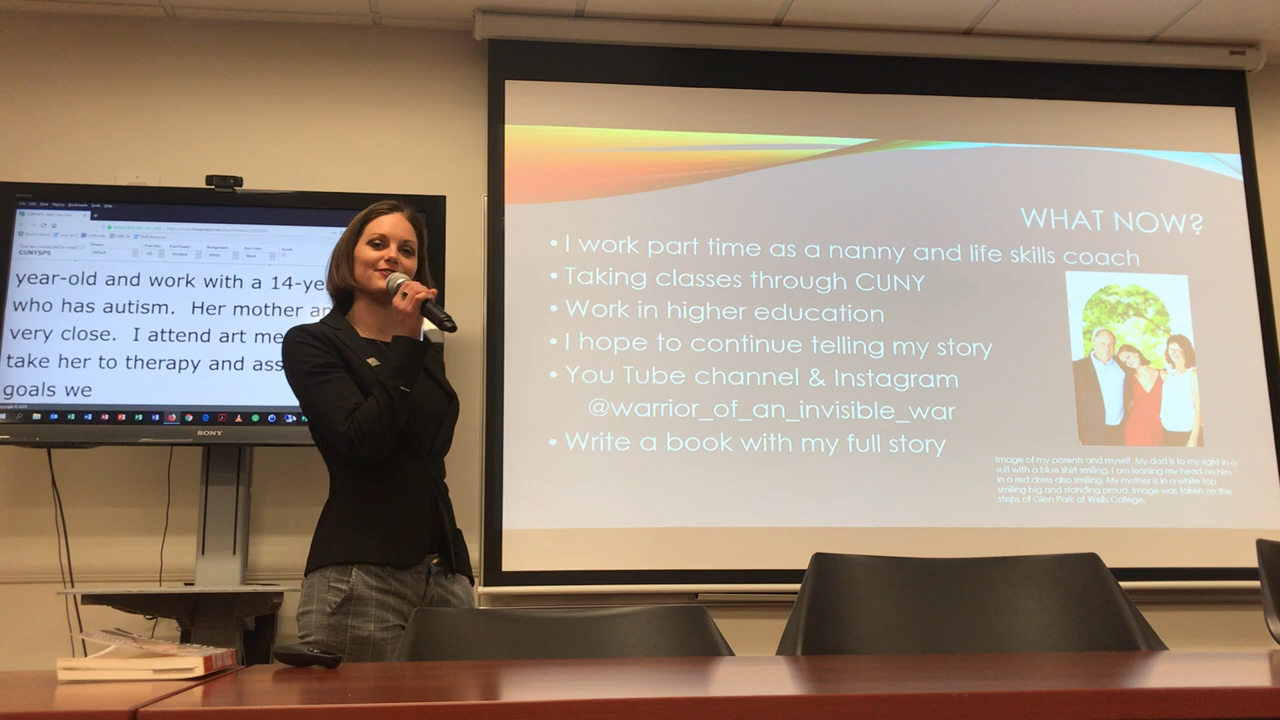 CUNYSPS
year-old and work with a 14-ye
who has autism. Her mother an
very close. I attend art me
take her to therapy and ass
goals we
SONY
WHAT NOW?
• I work part time as a nanny and life skills coach
• Taking classes through CUNY
• Work in higher education
• I hope to continue telling my story
• You Tube channel & Instagram
@warrior_of_an_invisible_war
• Write a book with my full story
Image of my parents and myself. My dad is to my right in a
suit with a blue shirt smiling. I am leaning my head on him
in a red dress also smiling. My mother is in a white top
smiling big and standing proud. Image was taken on the
steps of Glen Park at Wells College.